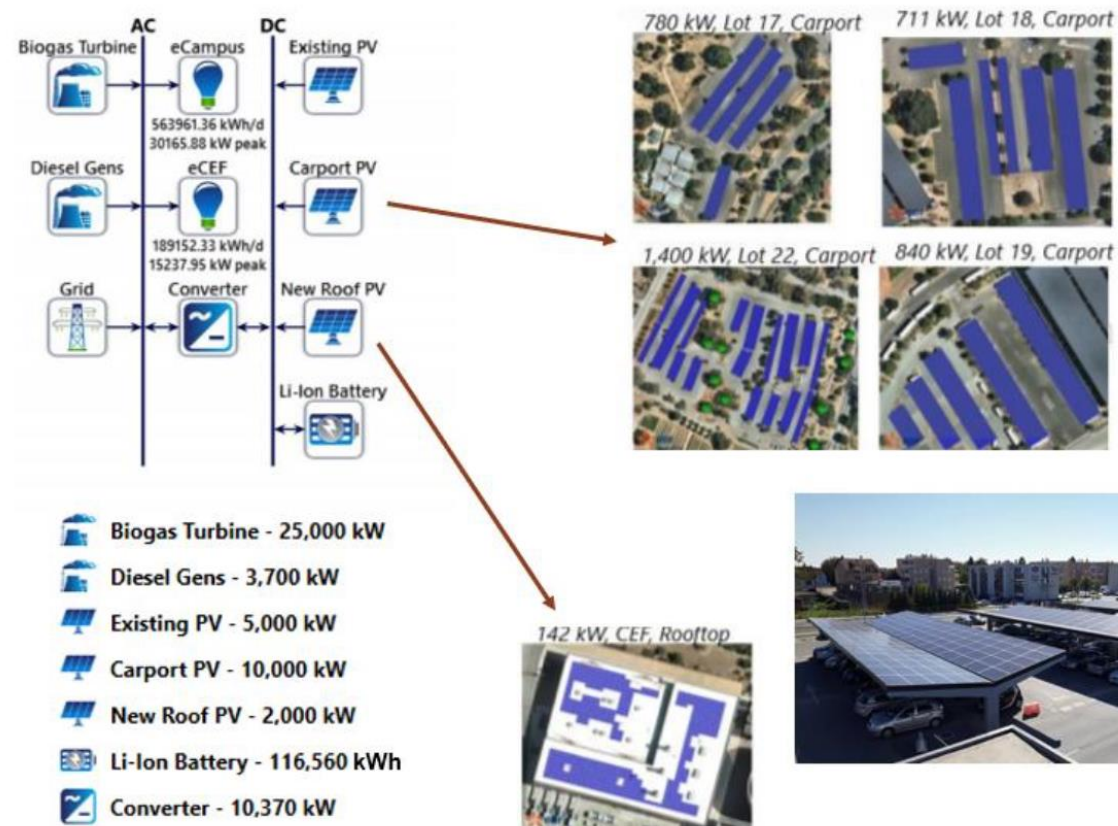 AC DC
Biogas Turbine eCampus Existing PV
563961.36 kWh/d
30165.88 kW peak
Diesel Gens eCEF Carport PV
189152.33 kWh/d
15237.95 kW peak
Grid Converter New Roof PV
Li-Ion Battery
Biogas Turbine - 25,000 kW
Diesel Gens - 3,700 kW
Existing PV - 5,000 kW
Carport PV - 10,000 kW
New Roof PV - 2,000 kW
Li-Ion Battery - 116,560 kWh
Converter - 10,370 kW
780 kW, Lot 17, Carport
711 kW, Lot 18, Carport
1,400 kW, Lot 22, Carport
840 kW, Lot 19, Carport
142 kW, CEF, Rooftop